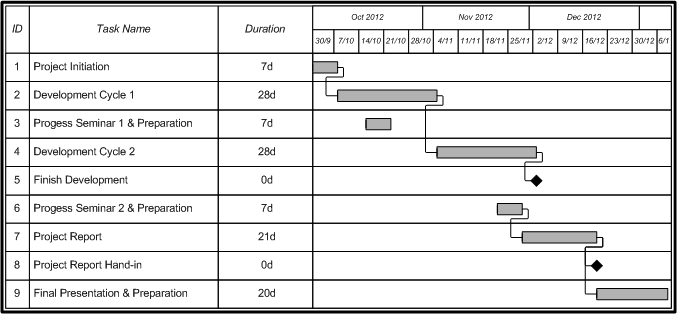 ID Task Name Duration Oct 2012 Nov 2012 Dec 2012
30/9 7/10 14/10 21/10 28/10 4/11 11/11 18/11 25/11 2/12 9/12 16/12 23/12 30/12 6/1
1 Project Initiation 7d
2 Development Cycle 1 28d
3 Progess Seminar 1 & Preparation 7d
4 Development Cycle 2 28d
5 Finish Development 0d
6 Progess Seminar 2 & Preparation 7d
7 Project Report 21d
8 Project Report Hand-in 0d
9 Final Presentation & Preparation 20d